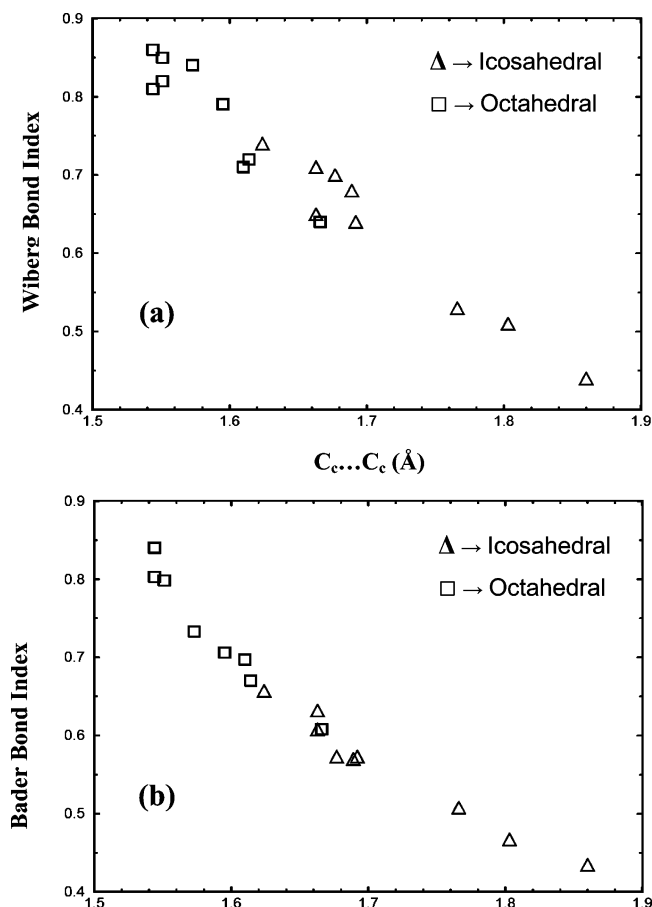 0.9
0.8
0.7
0.6
0.5
0.4
Wiberg Bond Index
→ Icosahedral
→ Octahedral
(a)
1.5 1.6 1.7 1.8 1.9
Cc…Cc (Å)
0.9
0.8
0.7
0.6
0.5
0.4
Bader Bond Index
→ Icosahedral
→ Octahedral
(b)
1.5 1.6 1.7 1.8 1.9